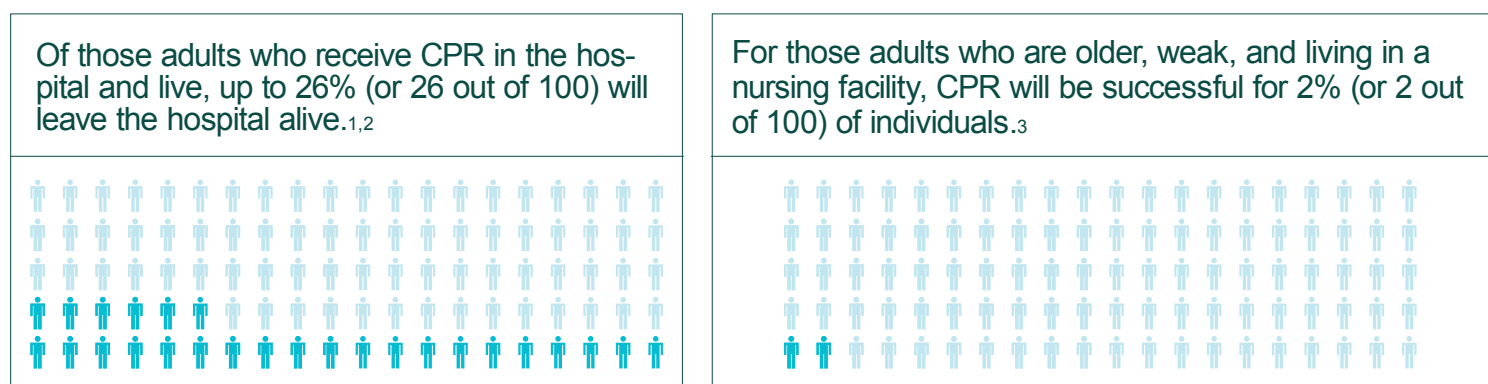 Of those adults who receive CPR in the hos-
pital and live, up to 26% (or 26 out of 100) will
leave the hospital alive.1,2
For those adults who are older, weak, and living in a
nursing facility, CPR will be successful for 2% (or 2 out
of 100) of individuals.3